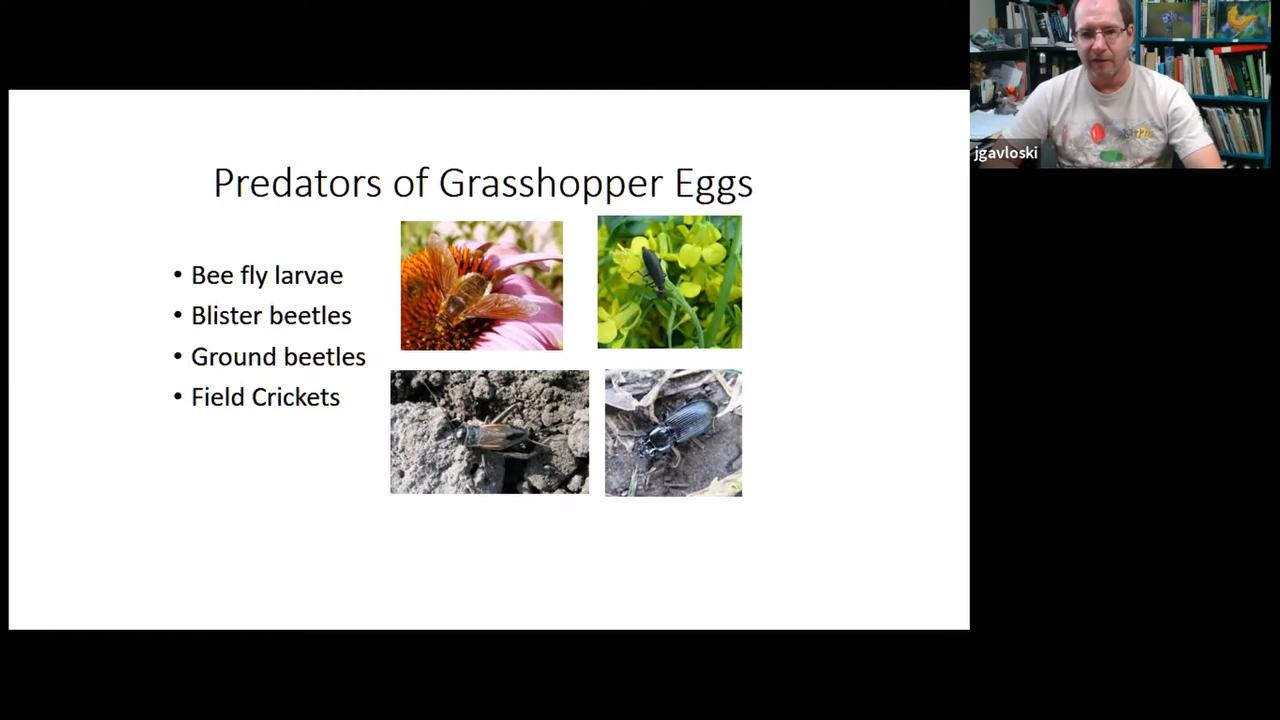 Predators of Grasshopper Eggs
• Bee fly larvae
• Blister beetles
• Ground beetles
• Field Crickets
jgavloski